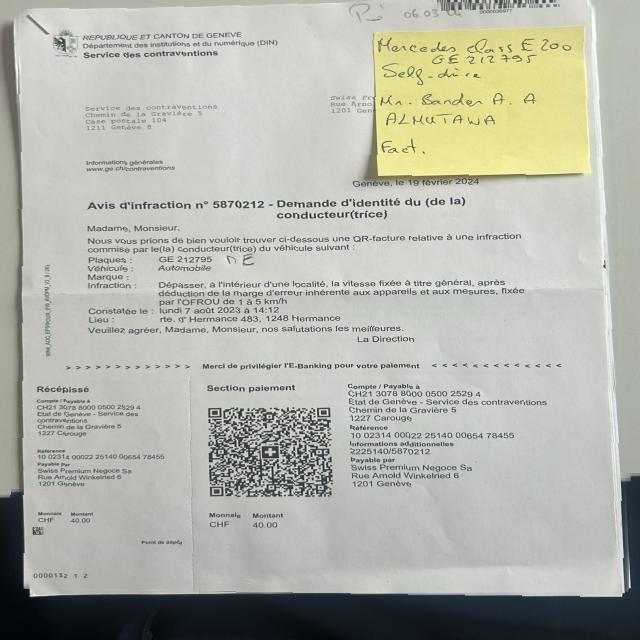 06 03
REPUBLIQUE ET CANTON DE GENEVE
Département des institutions et du numérique (DIN)
Service des contraventions
Mercedes class E 200
GE 212795
Self-drive
Mr. Bander A. A
ALMUTAWA
Fact.
Service des contraventions
Chemin de la Gravière 5
Case postale 104
1211 Genève 8
Swiss Pr
Rue Arno
1201 Gen
Informations générales
www.ge.ch/contraventions
Genève, le 19 février 2024
Avis d'infraction n° 5870212 - Demande d'identité du (de la)
conducteur(trice)
Madame, Monsieur,
Nous vous prions de bien vouloir trouver ci-dessous une QR-facture relative à une infraction
commise par le(la) conducteur(trice) du véhicule suivant :
Plaques : GE 212795
Véhicule : Automobile
Marque :
Infraction : Dépasser, à l'intérieur d'une localité, la vitesse fixée à titre général, après
déduction de la marge d'erreur inhérente aux appareils et aux mesures, fixée
par l'OFROU de 1 à 5 km/h
Constatée le : lundi 7 août 2023 à 14:12
Lieu : rte. d'Hermance 483, 1248 Hermance
Veuillez agréer, Madame, Monsieur, nos salutations les meilleures.
La Direction
> > > > > > > > > > > > > Merci de privilégier l'E-Banking pour votre paiement < < < < < < < < < < < < <
Récépissé
Compte / Payable à
CH21 3078 8000 0500 2529 4
Etat de Genève - Service des
contraventions
Chemin de la Gravière 5
1227 Carouge
Référence
10 02314 00022 25140 00654 78455
Payable par
Swiss Premium Negoce Sa
Rue Arnold Winkelried 6
1201 Genève
Monnaie Montant
CHF 40.00
Point de dépôt
Section paiement
Monnaie Montant
CHF 40.00
Compte / Payable à
CH21 3078 8000 0500 2529 4
Etat de Genève - Service des contraventions
Chemin de la Gravière 5
1227 Carouge
Référence
10 02314 00022 25140 00654 78455
Informations additionnelles
2225140/5870212
Payable par
Swiss Premium Negoce Sa
Rue Arnold Winkelried 6
1201 Genève
0000132 1 2